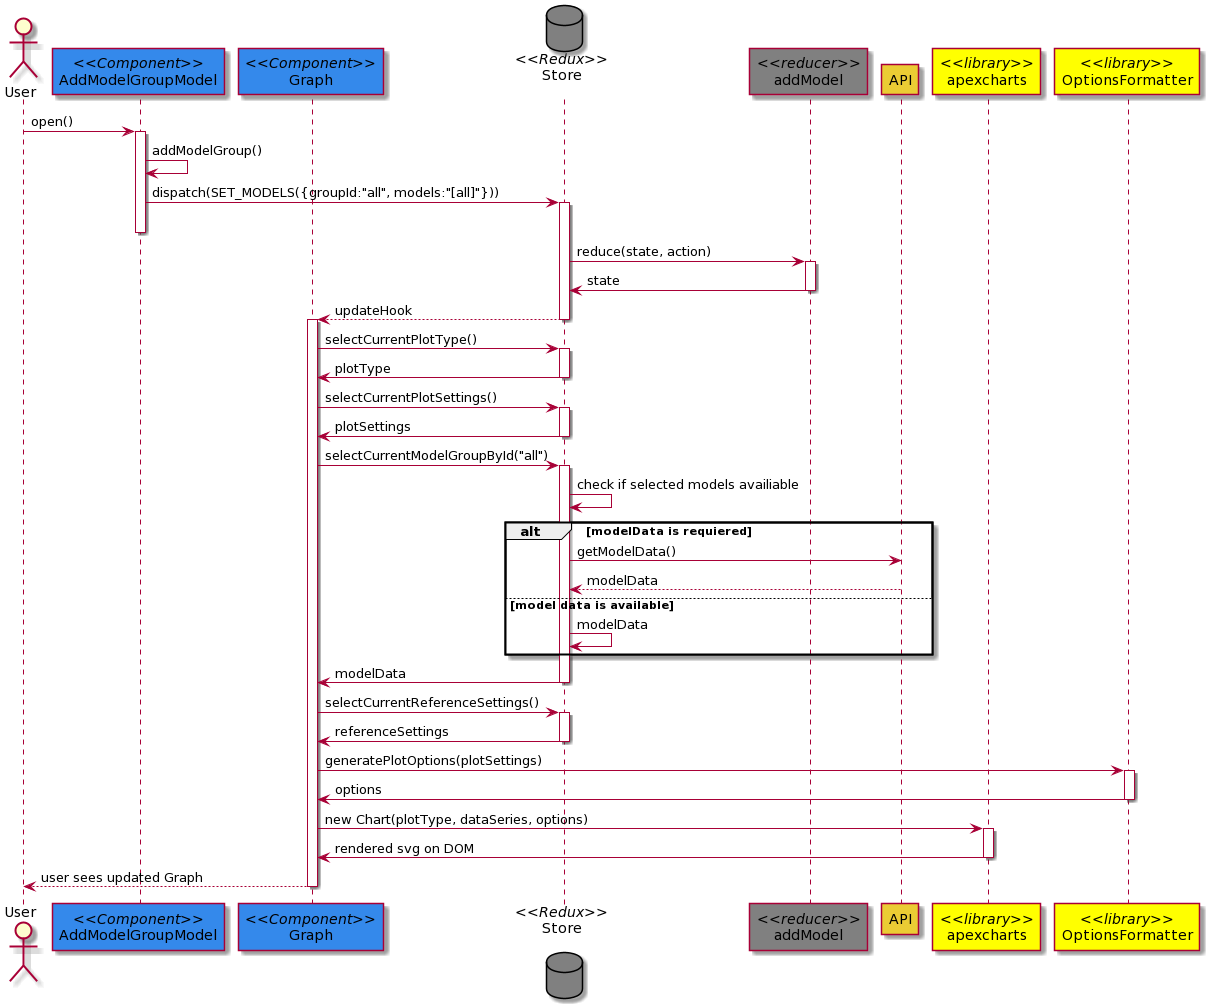 <<Component>>
AddModelGroupModel
<<Component>>
Graph
<<Redux>>
Store
<<reducer>>
addModel
API
<<library>>
apexcharts
<<library>>
OptionsFormatter
User
open()
addModelGroup()
dispatch(SET_MODELS({groupId:"all", models:"[all]"}))
reduce(state, action)
state
updateHook
selectCurrentPlotType()
plotType
selectCurrentPlotSettings()
plotSettings
selectCurrentModelGroupById("all")
check if selected models availiable
alt
[modelData is requiered]
getModelData()
modelData
[model data is available]
modelData
modelData
selectCurrentReferenceSettings()
referenceSettings
generatePlotOptions(plotSettings)
options
new Chart(plotType, dataSeries, options)
rendered svg on DOM
user sees updated Graph
User
<<Component>>
AddModelGroupModel
<<Component>>
Graph
<<Redux>>
Store
<<reducer>>
addModel
API
<<library>>
apexcharts
<<library>>
OptionsFormatter